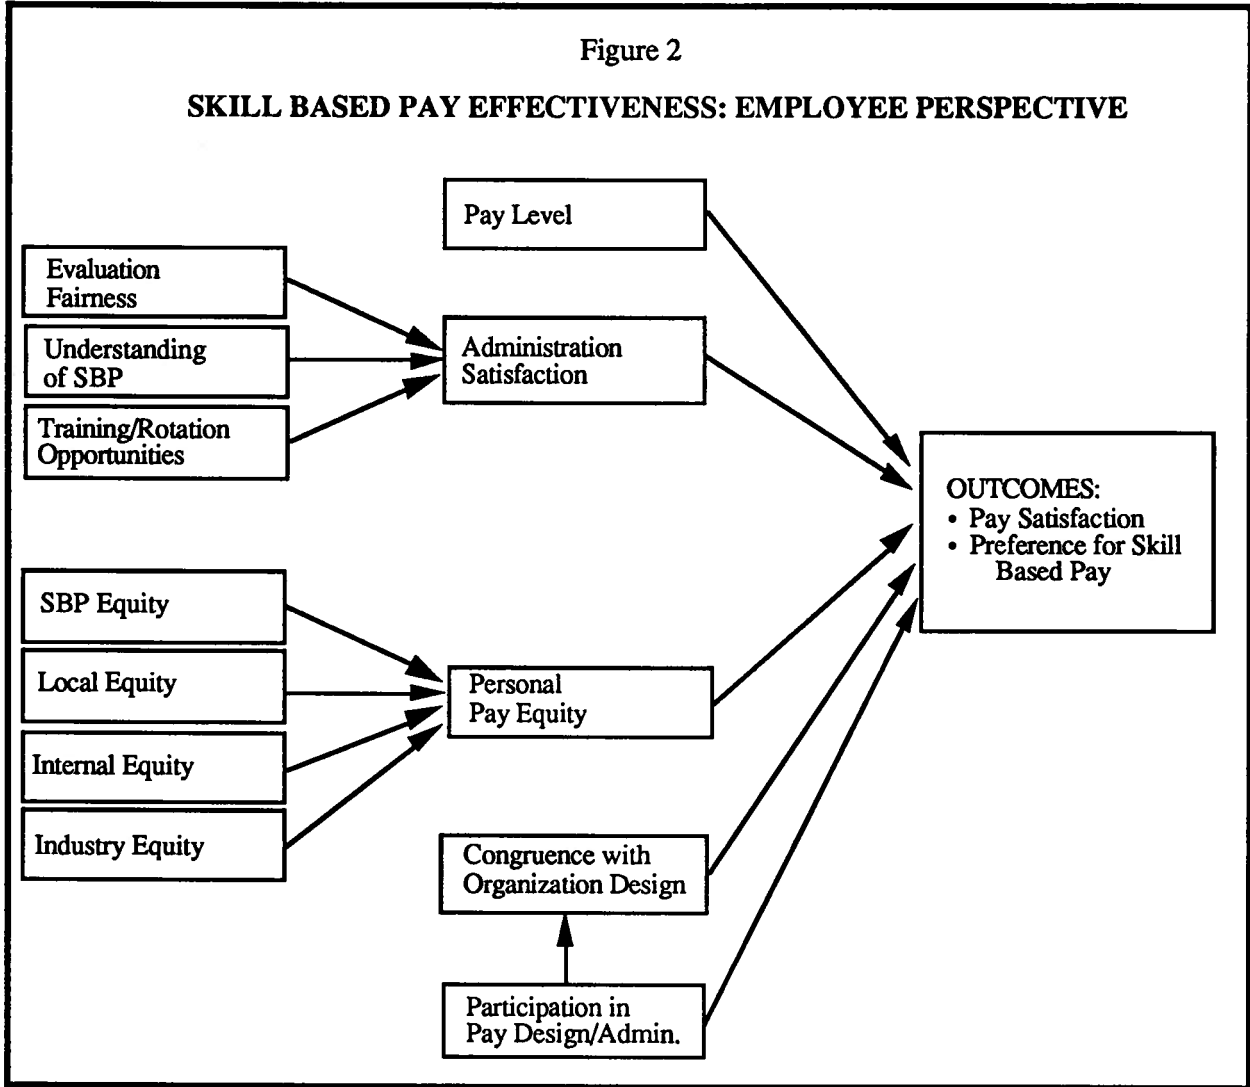 Figure 2
SKILL BASED PAY EFFECTIVENESS: EMPLOYEE PERSPECTIVE
Pay Level
Evaluation
Fairness
Understanding
of SBP
Training/Rotation
Opportunities
Administration
Satisfaction
OUTCOMES:
• Pay Satisfaction
• Preference for Skill
Based Pay
SBP Equity
Local Equity
Internal Equity
Industry Equity
Personal
Pay Equity
Congruence with
Organization Design
Participation in
Pay Design/Admin.